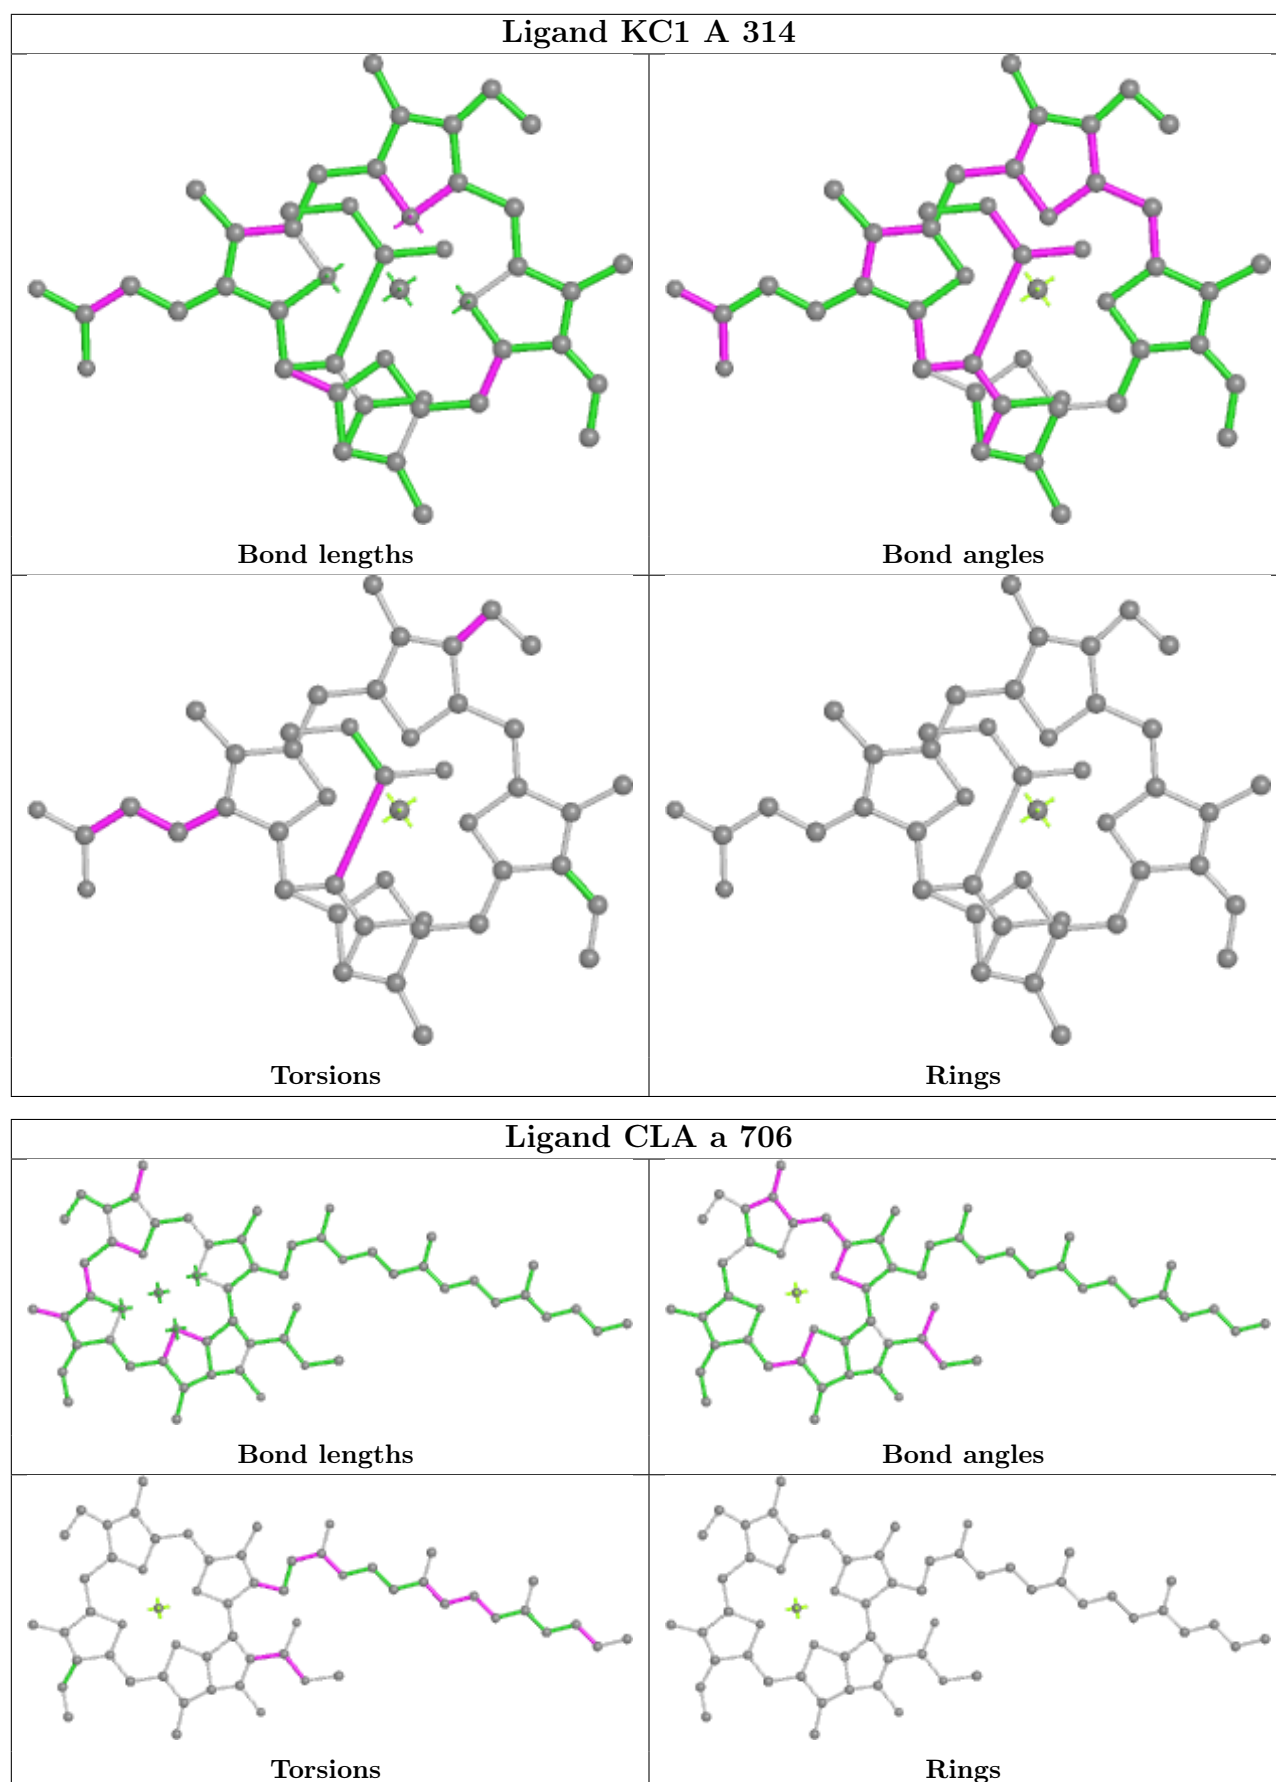 Ligand KC1 A 314
Bond lengths
Bond angles
Torsions
Rings
Ligand CLA a 706
Bond lengths
Bond angles
Torsions
Rings